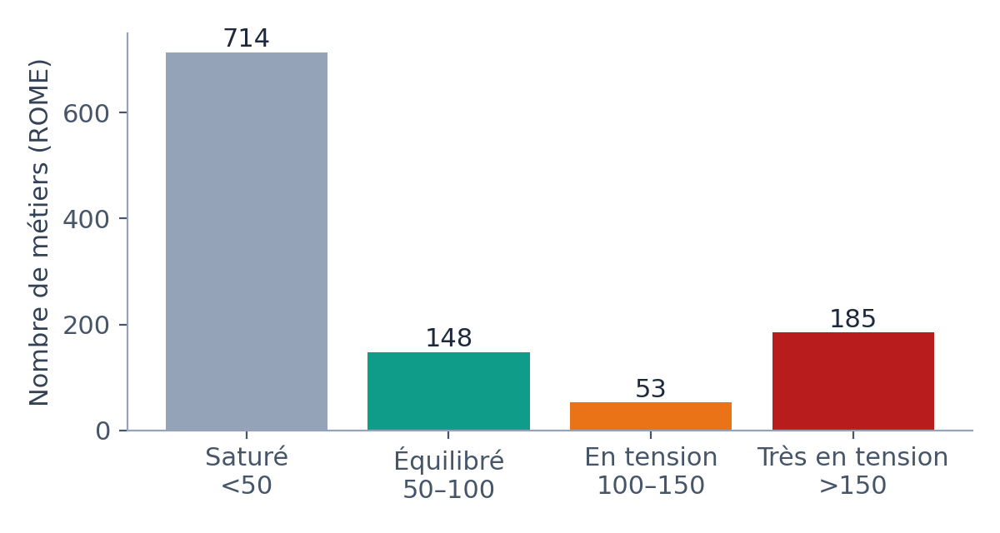 Nombre de métiers (ROME)
600
400
200
0
714
148
53
185
Saturé
<50
Équilibré
50–100
En tension
100–150
Très en tension
>150